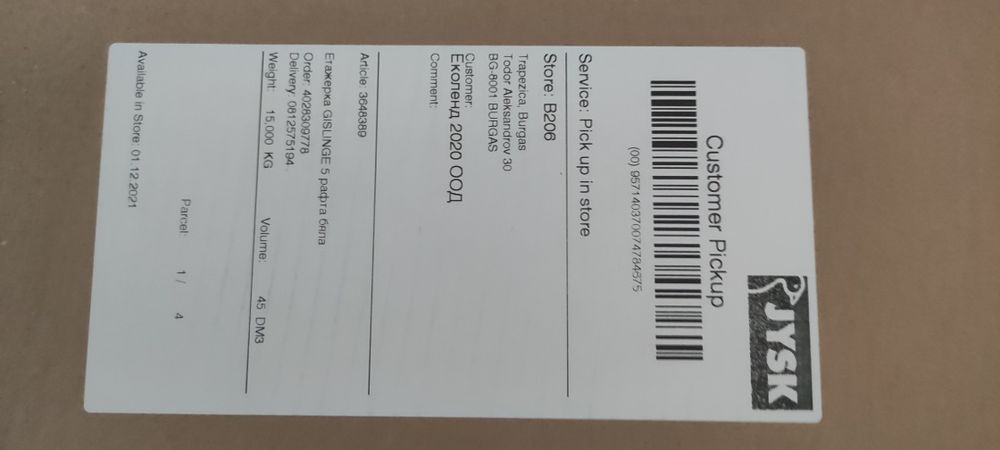 JYSK
Customer Pickup
(00) 957140370074784675
Service: Pick up in store
Store: B206
Trapezica, Burgas
Todor Aleksandrov 30
BG-8001 BURGAS
Customer:
Еколенд 2020 ООД
Comment:
Article: 3648389
Етажерка GISLINGE 5 рафта бяла
Order: 4028309778
Delivery: 0812575194
Weight: 15,000 KG Volume: 45 DM3
Parcel: 1 / 4
Available in Store: 01.12.2021